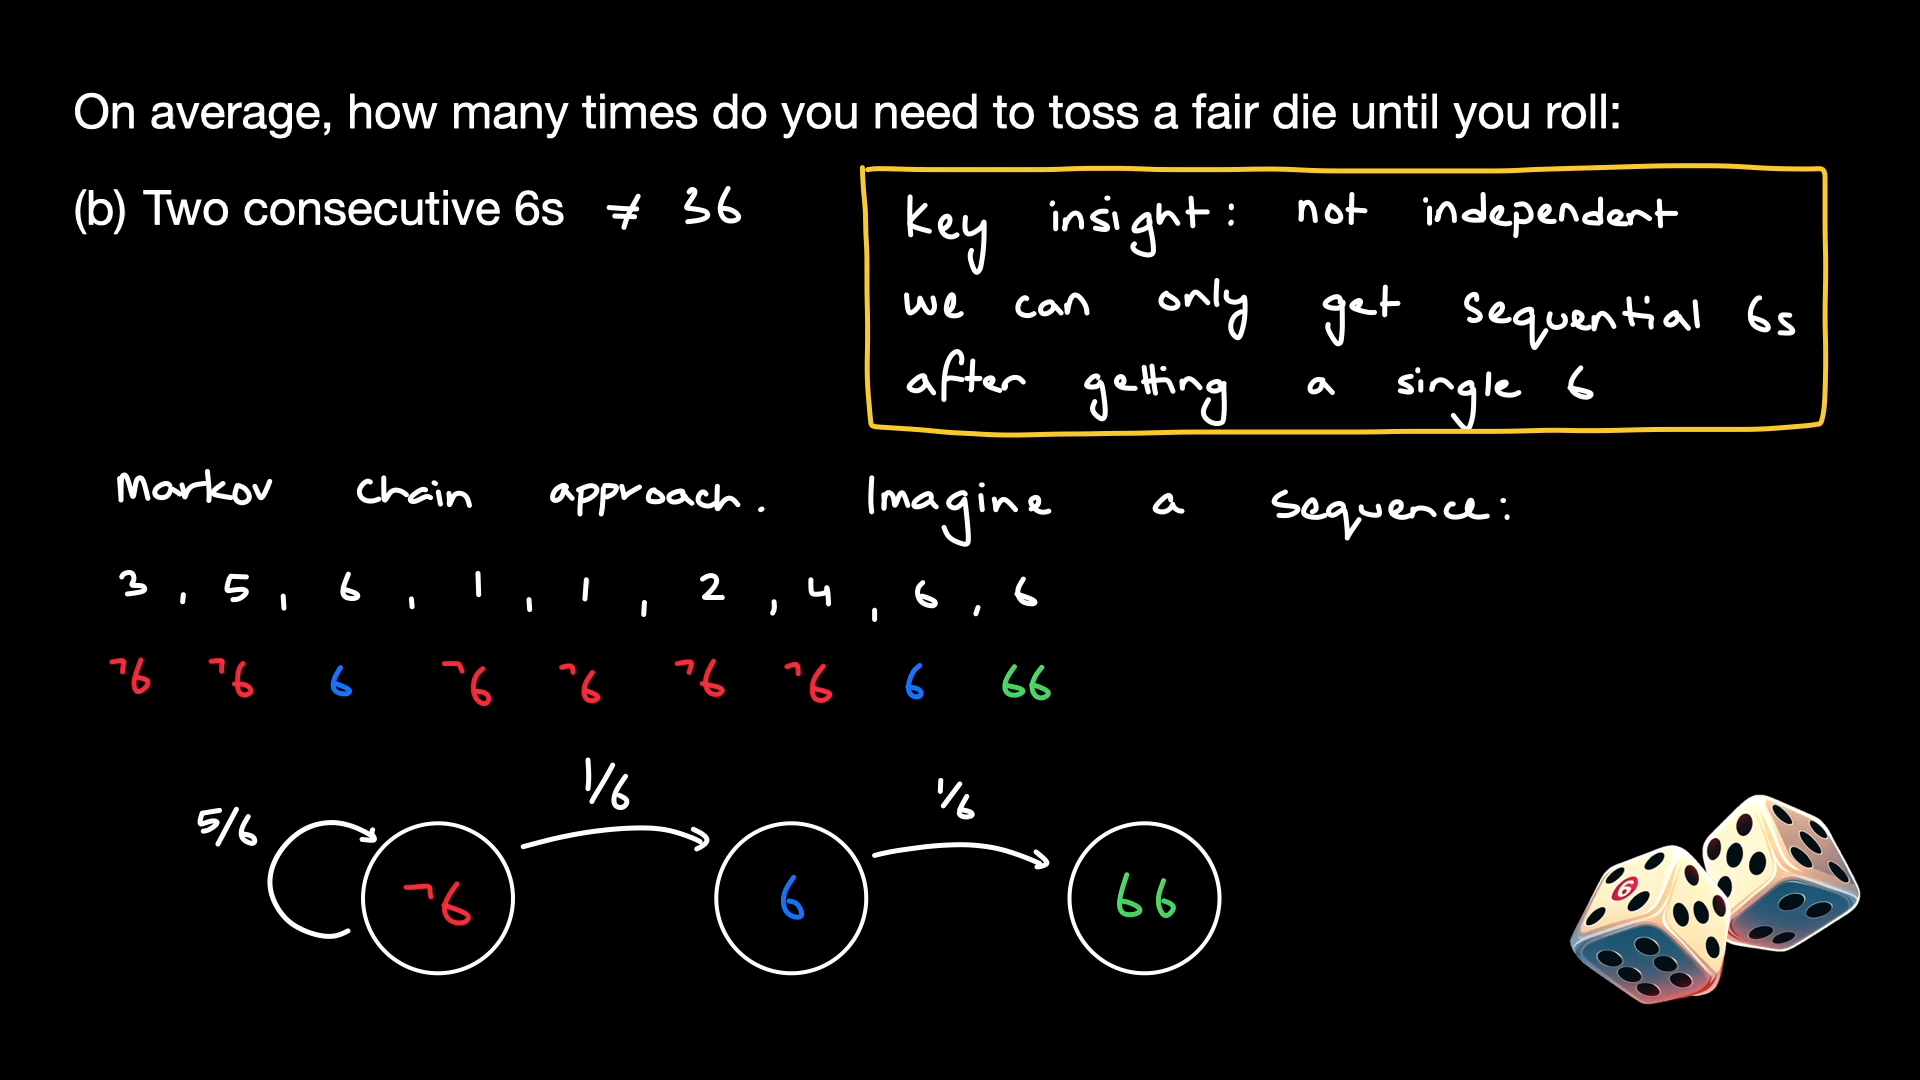 On average, how many times do you need to toss a fair die until you roll:
(b) Two consecutive 6s ≠ 36
Key insight: not independent
we can only get sequential 6s
after getting a single 6
Markov chain approach. Imagine a sequence:
3, 5, 6, 1, 1, 2, 4, 6, 6
¬6 ¬6 6 ¬6 ¬6 ¬6 ¬6 6 66
5/6 1/6 1/6
¬6 6 66
6